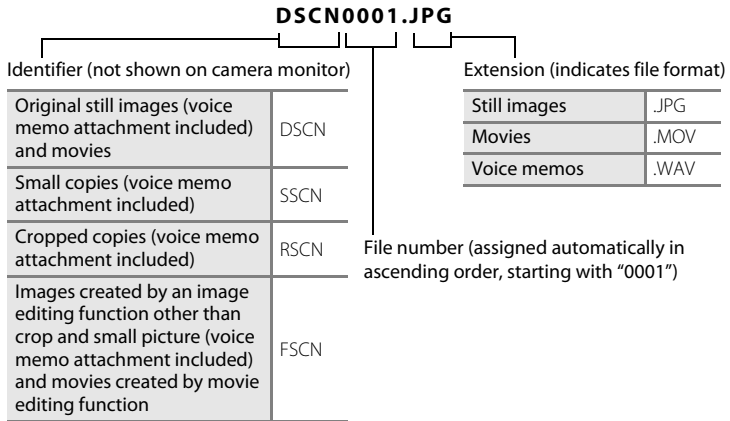 DSCN0001.JPG
Identifier (not shown on camera monitor)
Original still images (voice
memo attachment included)
and movies
DSCN
Small copies (voice memo
attachment included)
SSCN
Cropped copies (voice memo
attachment included)
RSCN
Images created by an image
editing function other than
crop and small picture (voice
memo attachment included)
and movies created by movie
editing function
FSCN
Extension (indicates file format)
Still images .JPG
Movies .MOV
Voice memos .WAV
File number (assigned automatically in
ascending order, starting with “0001”)